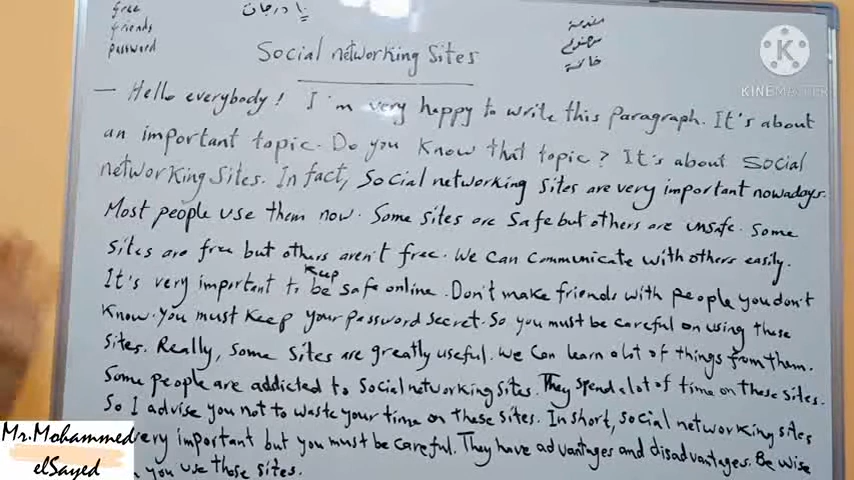 free
friends
password
مقدمة
موضوع
خاتمة
Social networking Sites
KINEMASTER
— Hello everybody! I'm very happy to write this Paragraph. It's about
an important topic. Do you know that topic? It's about social
networking Sites. In fact, Social networking sites are very important nowadays.
Most people use them now. Some sites are safe but others are unsafe. Some
sites are free but others aren't free. We can communicate with others easily.
keep
It's very important to be safe online. Don't make friends with people you don't
know. You must keep your password secret. So you must be careful on using these
sites. Really, some sites are greatly useful. We can learn a lot of things from them.
Some people are addicted to social networking sites. They spend a lot of time on these sites.
So I advise you not to waste your time on these sites. In short, social networking sites
very important but you must be careful. They have advantages and disadvantages. Be wise
you use those sites.
Mr.Mohammed
elSayed